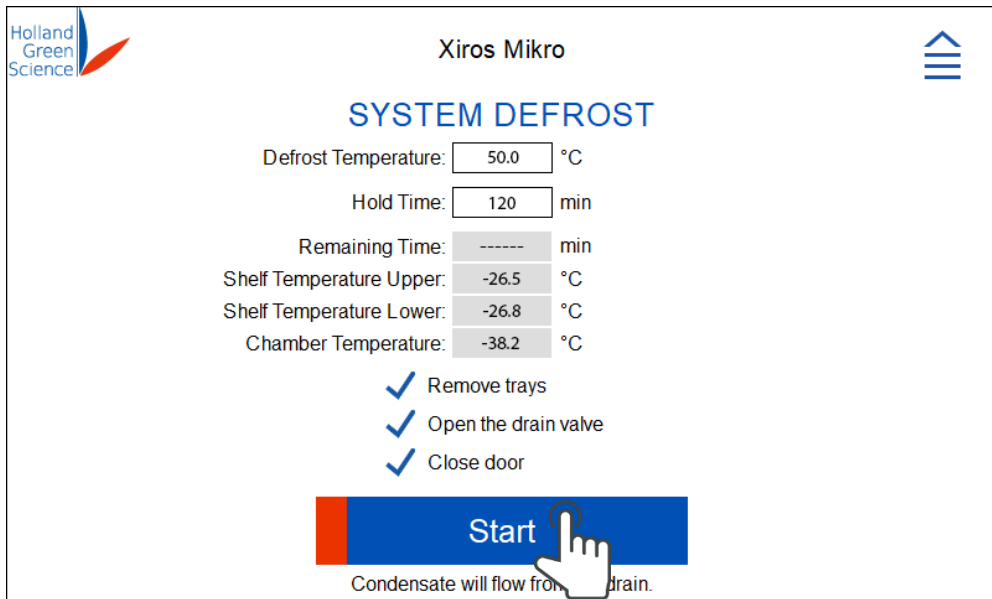 Holland
Green
Science
Xiros Mikro
SYSTEM DEFROST
Defrost Temperature: 50.0 °C
Hold Time: 120 min
Remaining Time: ------ min
Shelf Temperature Upper: -26.5 °C
Shelf Temperature Lower: -26.8 °C
Chamber Temperature: -38.2 °C
Remove trays
Open the drain valve
Close door
Start
Condensate will flow drain.